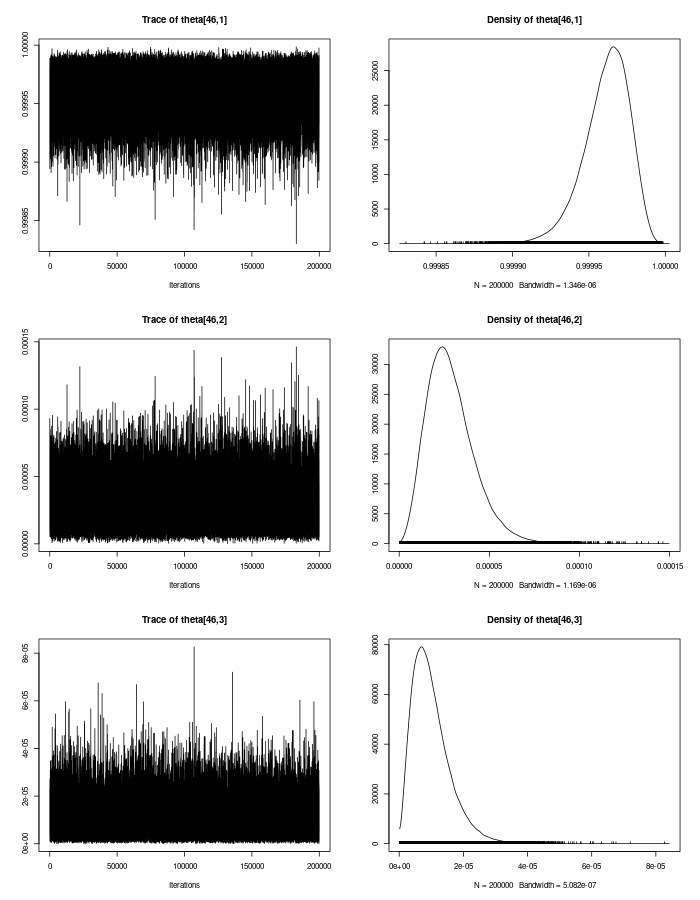 Trace of theta[46,1]
1.00000
0.99995
0.99990
0.99985
0 50000 100000 150000 200000
Iterations
Density of theta[46,1]
25000
20000
15000
10000
5000
0
0.99985 0.99990 0.99995 1.00000
N = 200000 Bandwidth = 1.346e-06
Trace of theta[46,2]
0.00015
0.00010
0.00005
0.00000
0 50000 100000 150000 200000
Iterations
Density of theta[46,2]
30000
25000
20000
15000
10000
5000
0
0.00000 0.00005 0.00010 0.00015
N = 200000 Bandwidth = 1.169e-06
Trace of theta[46,3]
8e-05
6e-05
4e-05
2e-05
0e+00
0 50000 100000 150000 200000
Iterations
Density of theta[46,3]
80000
60000
40000
20000
0
0e+00 2e-05 4e-05 6e-05 8e-05
N = 200000 Bandwidth = 5.082e-07